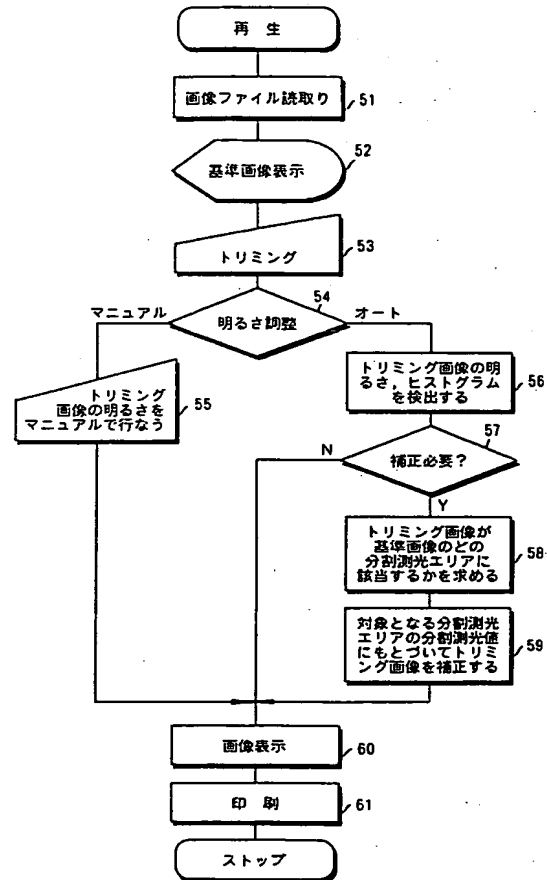 再 生
画像ファイル読取り
51
52
基準画像表示
トリミング
53
54
マニュアル
明るさ調整
オート
トリミング
画像の明るさを
マニュアルで行なう
55
トリミング画像の明
るさ，ヒストグラム
を検出する
56
57
N
補正必要？
Y
トリミング画像が
基準画像のどの
分割測光エリアに
該当するかを求める
58
対象となる分割測光
エリアの分割測光値
にもとづいてトリミ
ング画像を補正する
59
画像表示
60
印 刷
61
ストップ